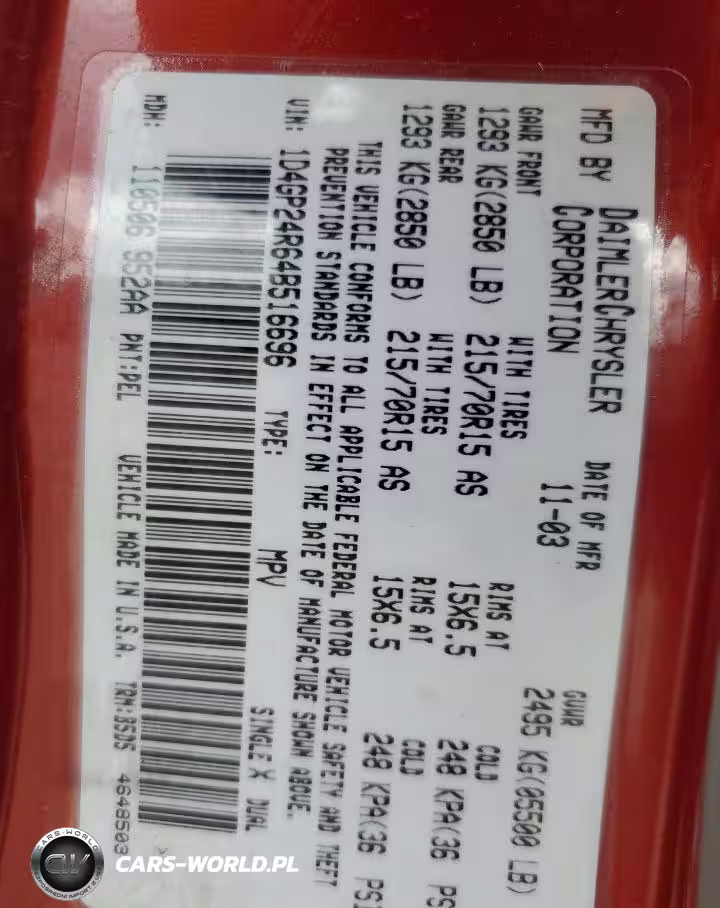 MFD BY DAIMLERCHRYSLER CORPORATION DATE OF MFR 11-03 GVWR 2495 KG(05500 LB)
GAWR FRONT WITH TIRES RIMS AT COLD
1293 KG(2850 LB) 215/70R15 AS 15X6.5 248 KPA(36 PS
GAWR REAR WITH TIRES RIMS AT COLD
1293 KG(2850 LB) 215/70R15 AS 15X6.5 248 KPA(36 PSI
THIS VEHICLE CONFORMS TO ALL APPLICABLE FEDERAL MOTOR VEHICLE SAFETY AND THEFT
PREVENTION STANDARDS IN EFFECT ON THE DATE OF MANUFACTURE SHOWN ABOVE.
VIN: 1D4GP24R64B516696 TYPE: MPV SINGLE X DUAL
MDH: 110506 952AA PNT:PEL VEHICLE MADE IN U.S.A. TRM:B5D5 4648503
CARS-WORLD.PL
CW